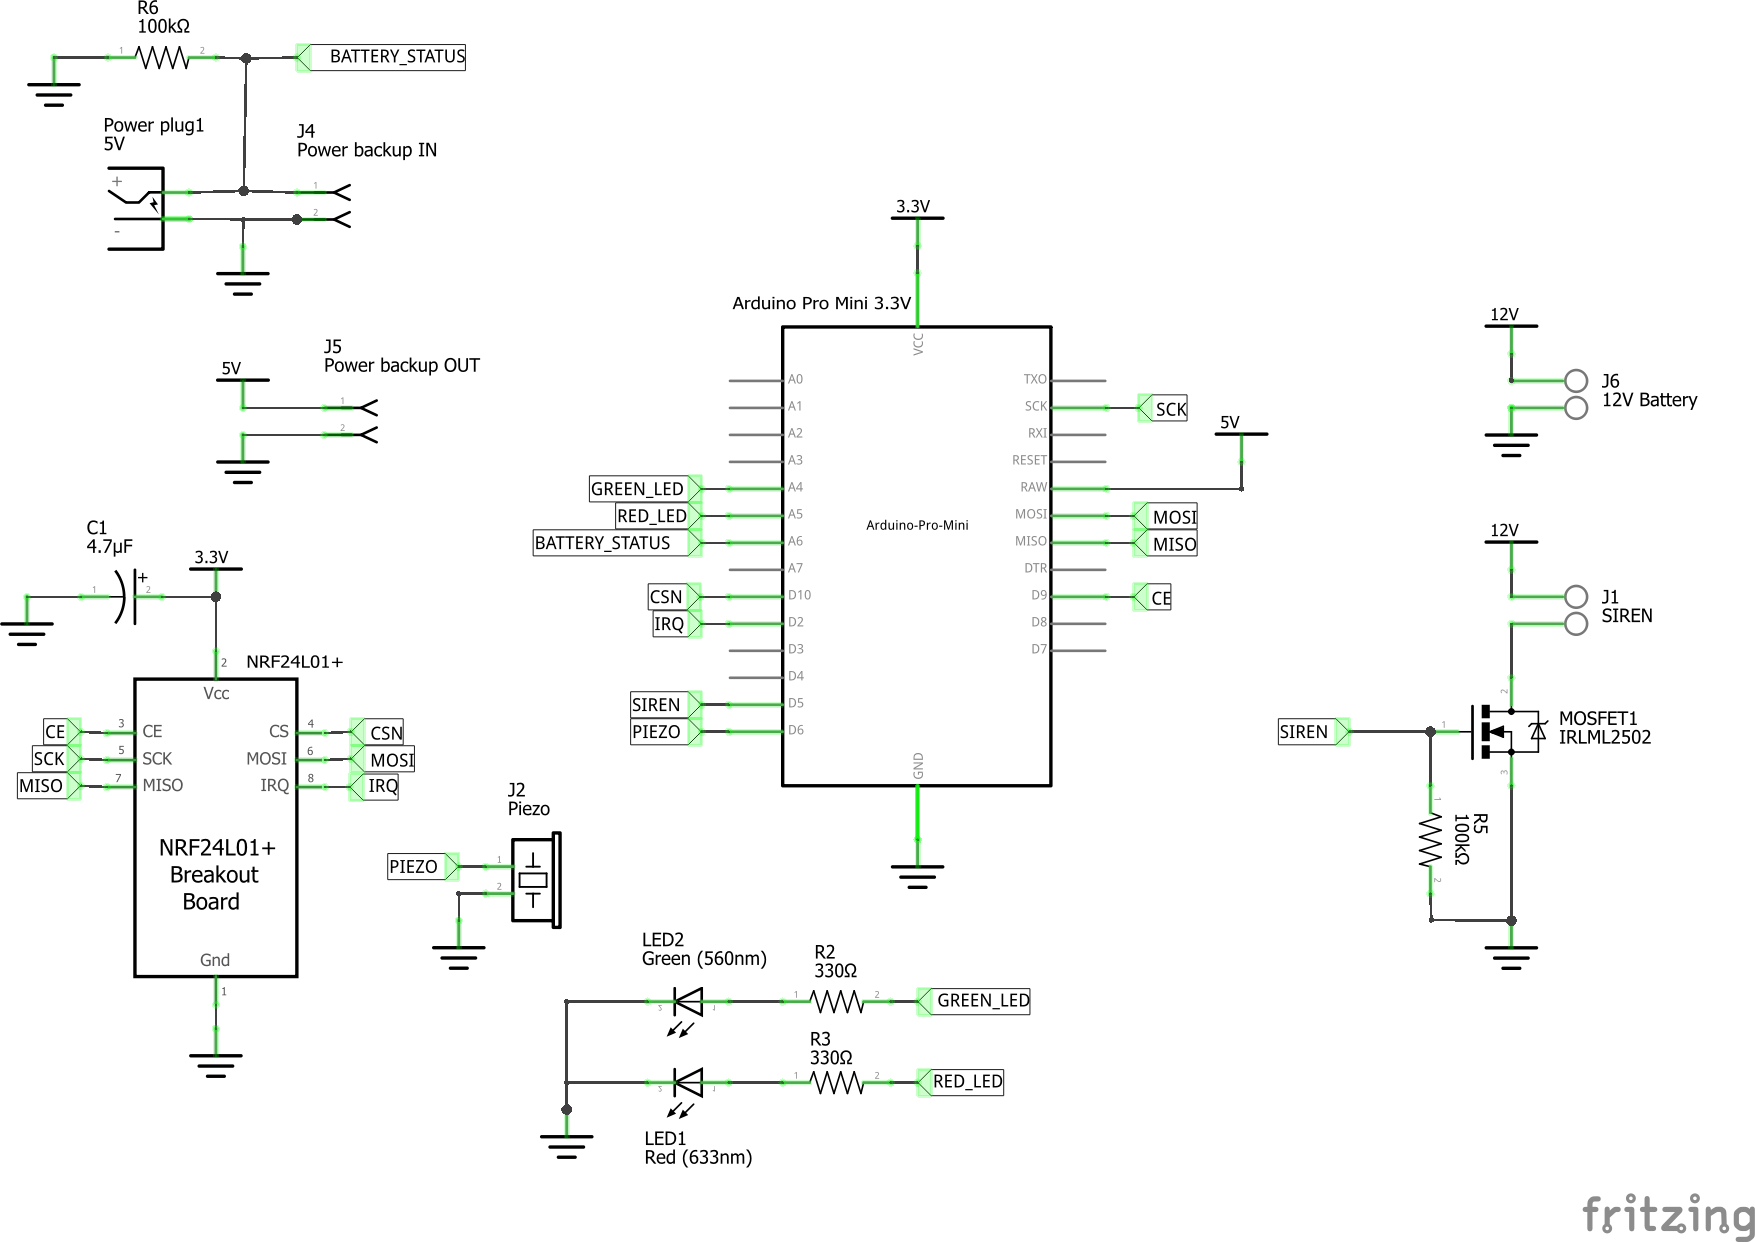 R6
100kΩ
1
2
BATTERY_STATUS
Power plug1
5V
+
-
J4
Power backup IN
1
2
J5
Power backup OUT
5V
1
2
C1
4.7µF
1
+
2
3.3V
2
NRF24L01+
Vcc
CE
3
CE
CS
4
CSN
SCK
5
SCK
MOSI
6
MOSI
MISO
7
MISO
IRQ
8
IRQ
NRF24L01+
Breakout
Board
Gnd
1
J2
Piezo
PIEZO
1
2
3.3V
Arduino Pro Mini 3.3V
VCC
A0
A1
A2
A3
GREEN_LED
A4
RED_LED
A5
BATTERY_STATUS
A6
A7
CSN
D10
IRQ
D2
D3
D4
SIREN
D5
PIEZO
D6
Arduino-Pro-Mini
TXO
SCK
SCK
RXI
RESET
RAW
5V
MOSI
MOSI
MISO
MISO
DTR
D9
CE
D8
D7
GND
LED2
Green (560nm)
2
1
R2
330Ω
1
2
GREEN_LED
R3
330Ω
2
1
1
2
RED_LED
LED1
Red (633nm)
12V
J6
12V Battery
12V
J1
SIREN
2
SIREN
1
MOSFET1
IRLML2502
3
1
R5
100kΩ
2
fritzing